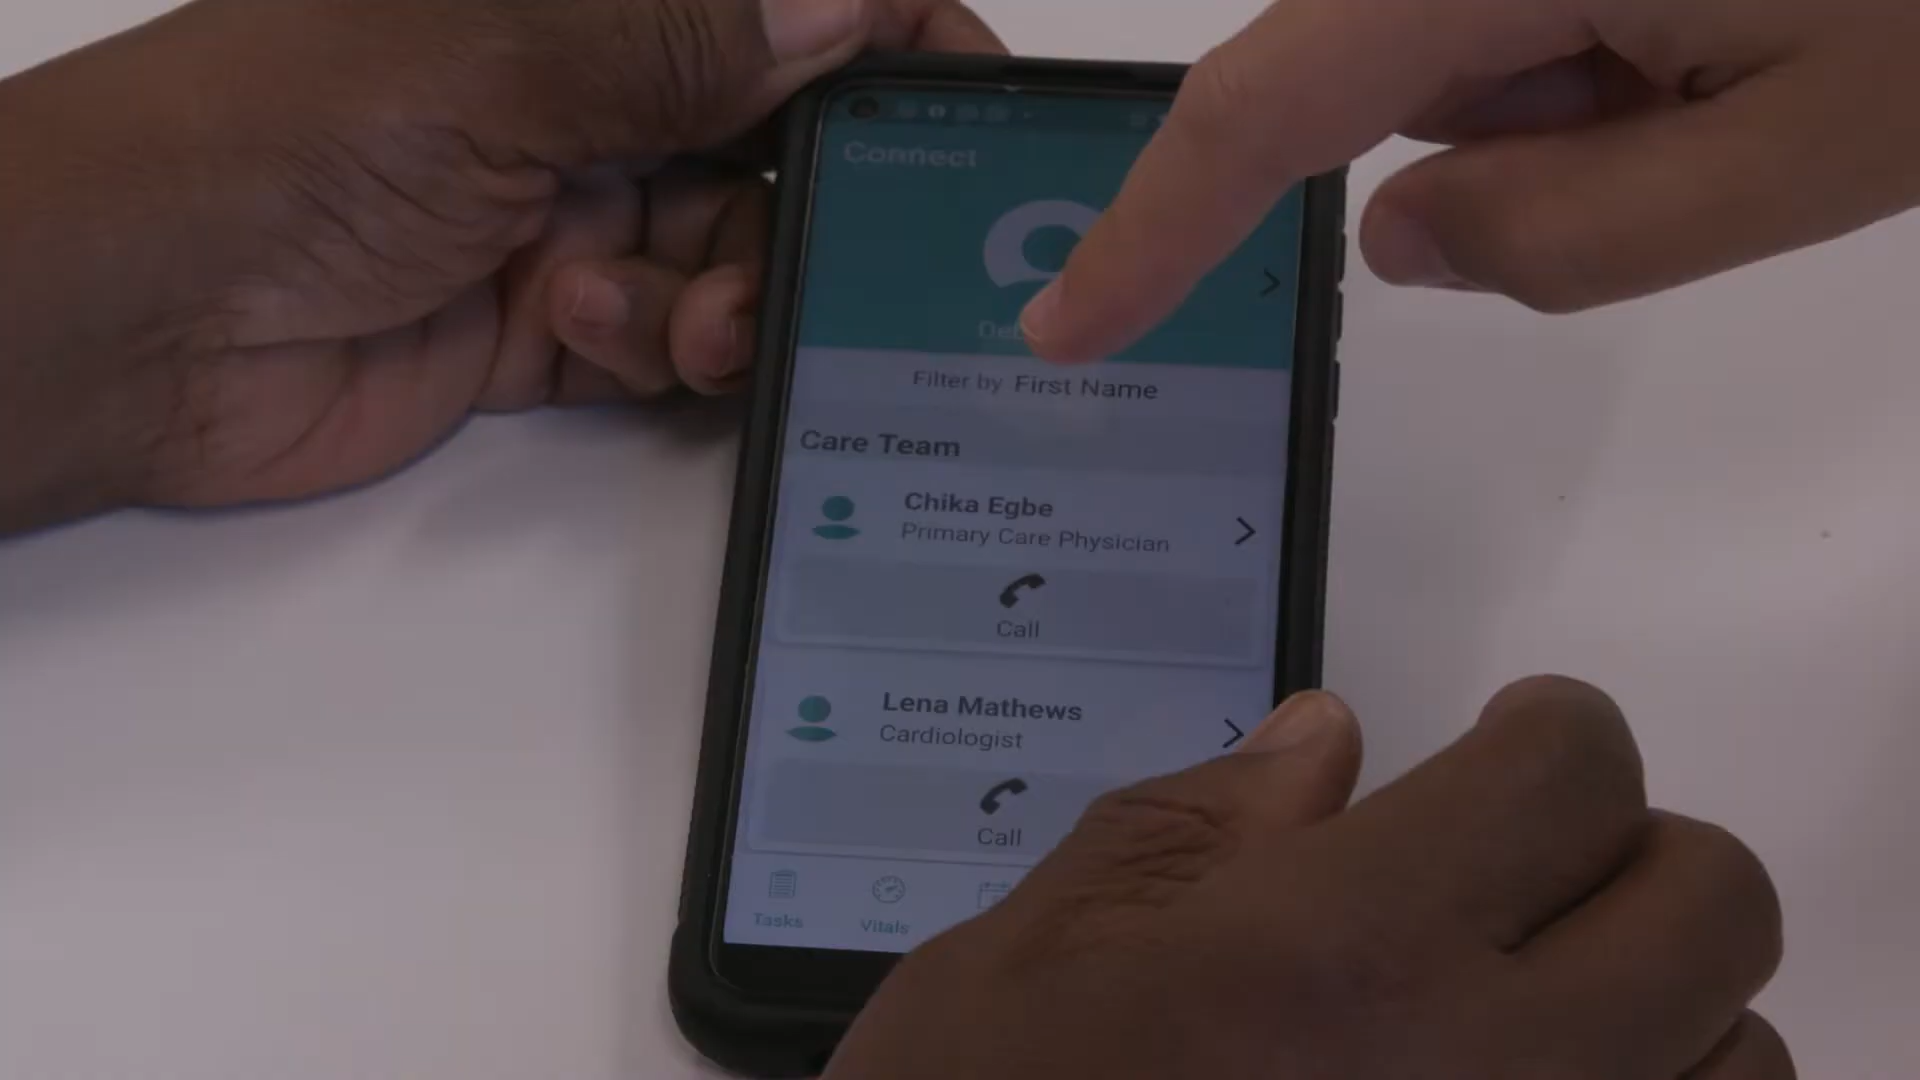 Connect
Filter by First Name
Care Team
Chika Egbe
Primary Care Physician
Call
Lena Mathews
Cardiologist
Call
Tasks
Vitals